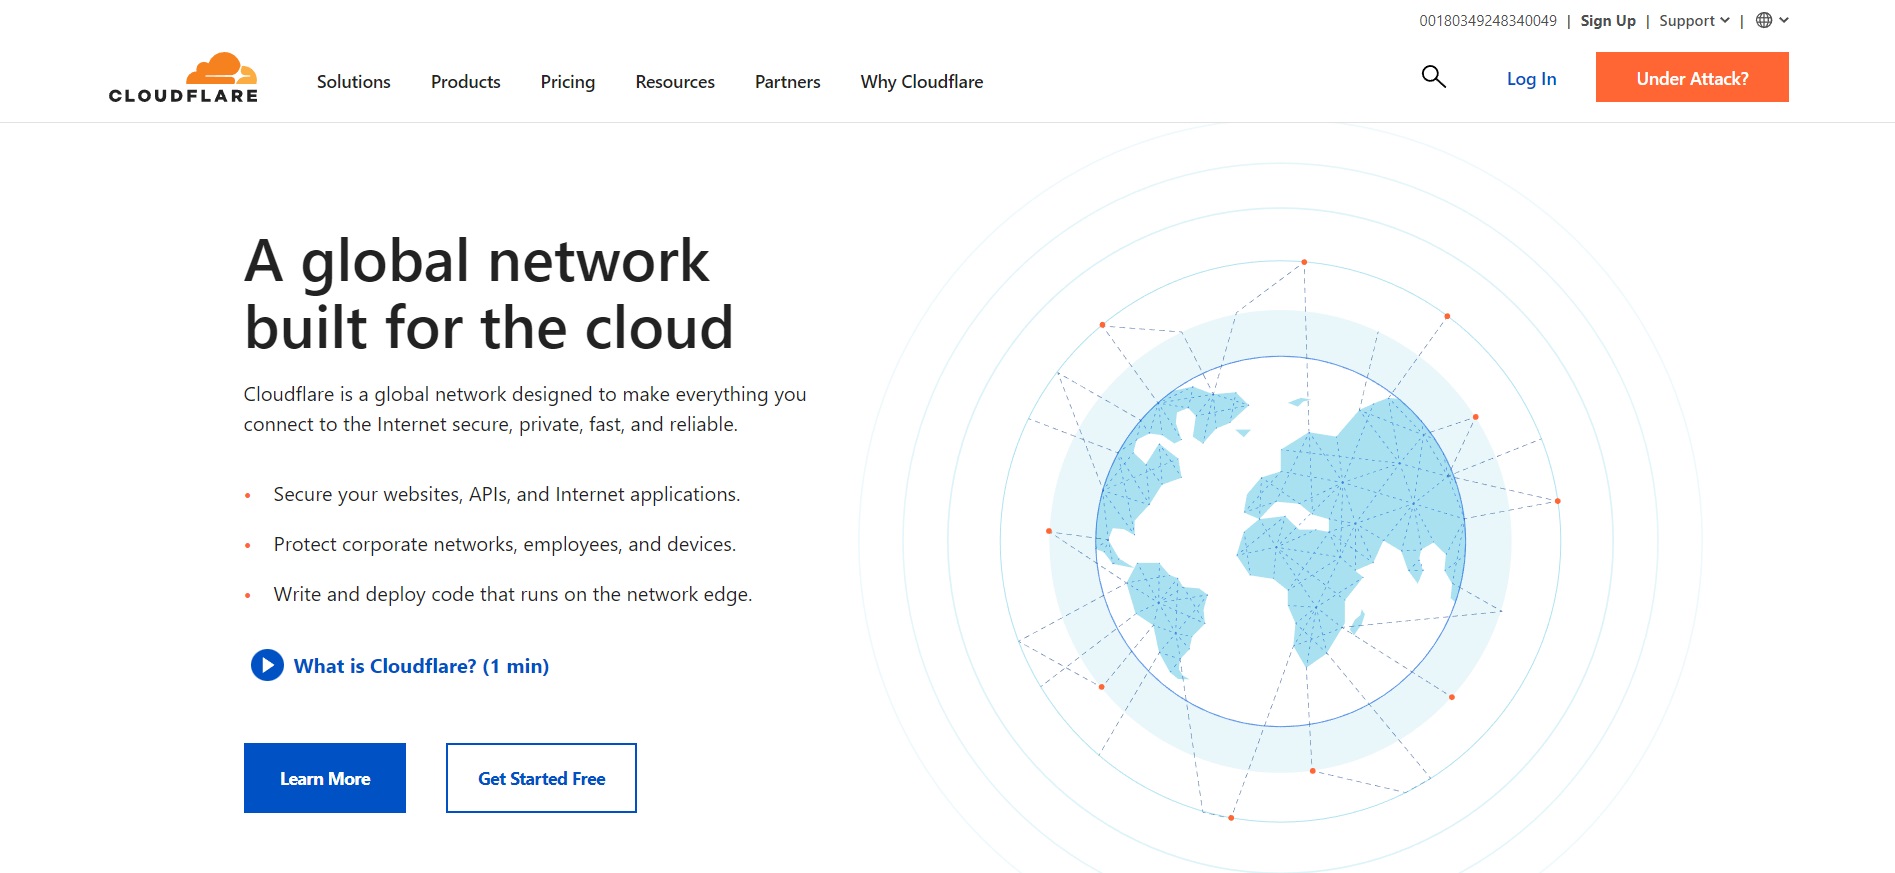 00180349248340049 | Sign Up | Support |
CLOUDFLARE
Solutions Products Pricing Resources Partners Why Cloudflare
Log In
Under Attack?
A global network
built for the cloud
Cloudflare is a global network designed to make everything you
connect to the Internet secure, private, fast, and reliable.
• Secure your websites, APIs, and Internet applications.
• Protect corporate networks, employees, and devices.
• Write and deploy code that runs on the network edge.
What is Cloudflare? (1 min)
Learn More
Get Started Free